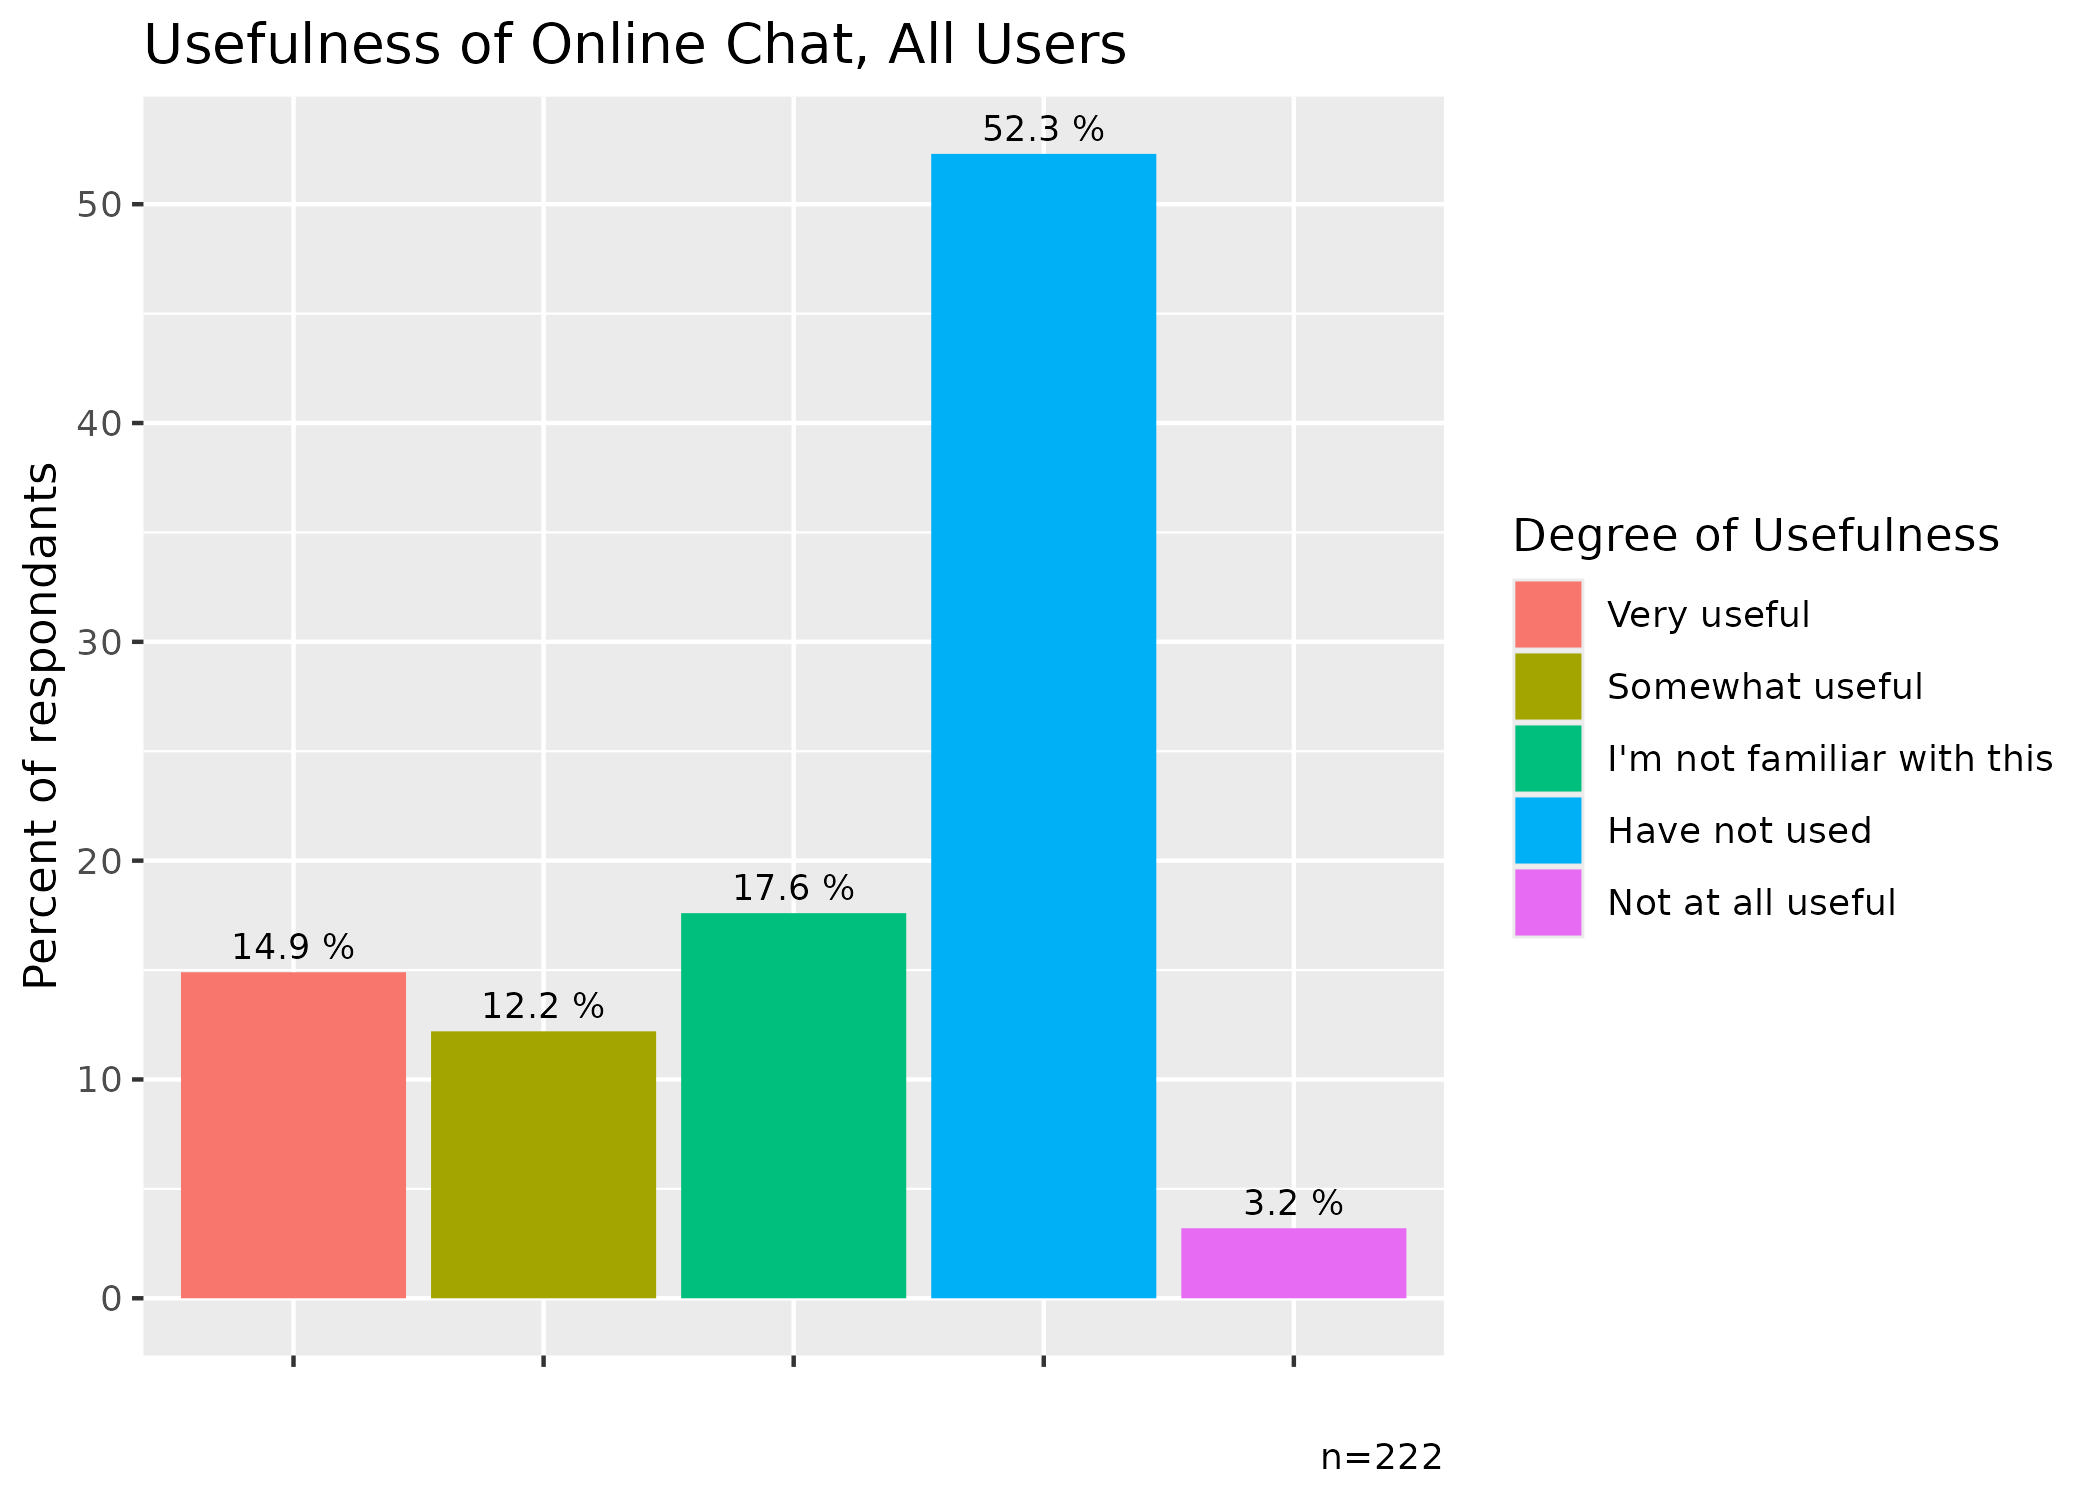 Usefulness of Online Chat, All Users
Percent of respondants
50
40
30
20
10
0
14.9 %
12.2 %
17.6 %
52.3 %
3.2 %
Degree of Usefulness
Very useful
Somewhat useful
I'm not familiar with this
Have not used
Not at all useful
n=222